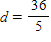 d = 36/5